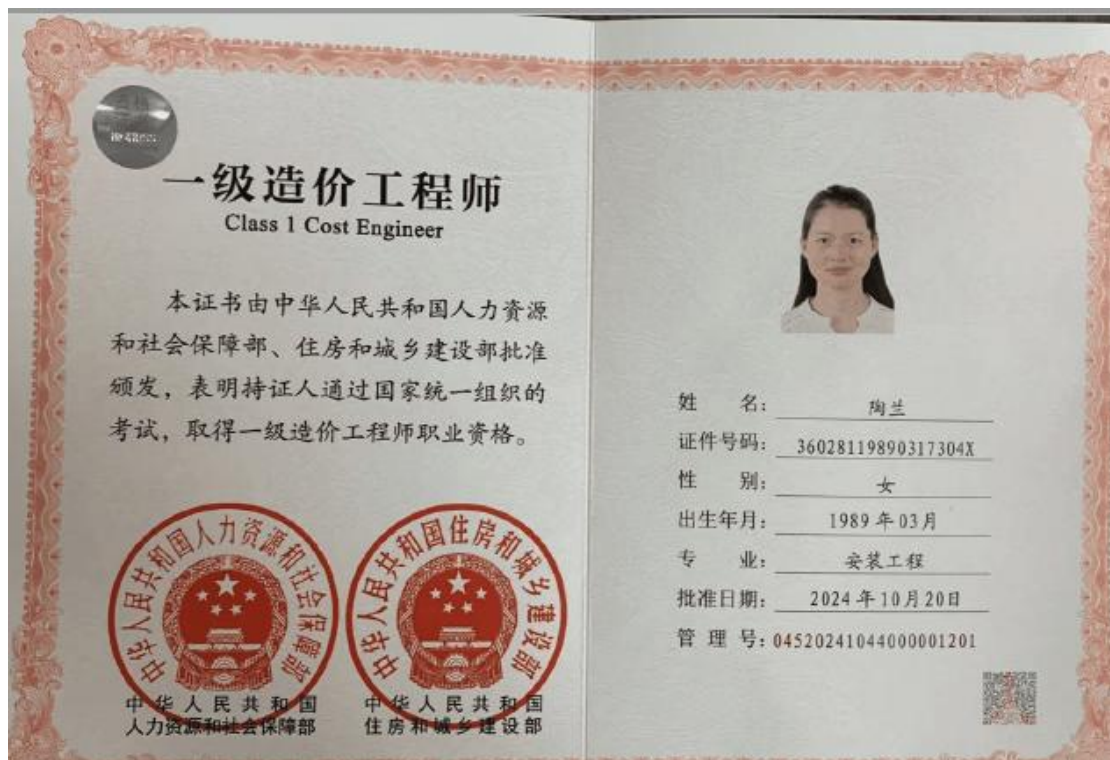 一级造价工程师
Class 1 Cost Engineer
本证书由中华人民共和国人力资源
和社会保障部、住房和城乡建设部批准
颁发，表明持证人通过国家统一组织的
考试，取得一级造价工程师职业资格。
中华人民共和国人力资源和社会保障部
中华人民共和国住房和城乡建设部
中华人民共和国
人力资源和社会保障部
中华人民共和国
住房和城乡建设部
姓名：陶兰
证件号码：36028119890317304X
性别：女
出生年月：1989年03月
专业：安装工程
批准日期：2024年10月20日
管理号：04520241044000001201